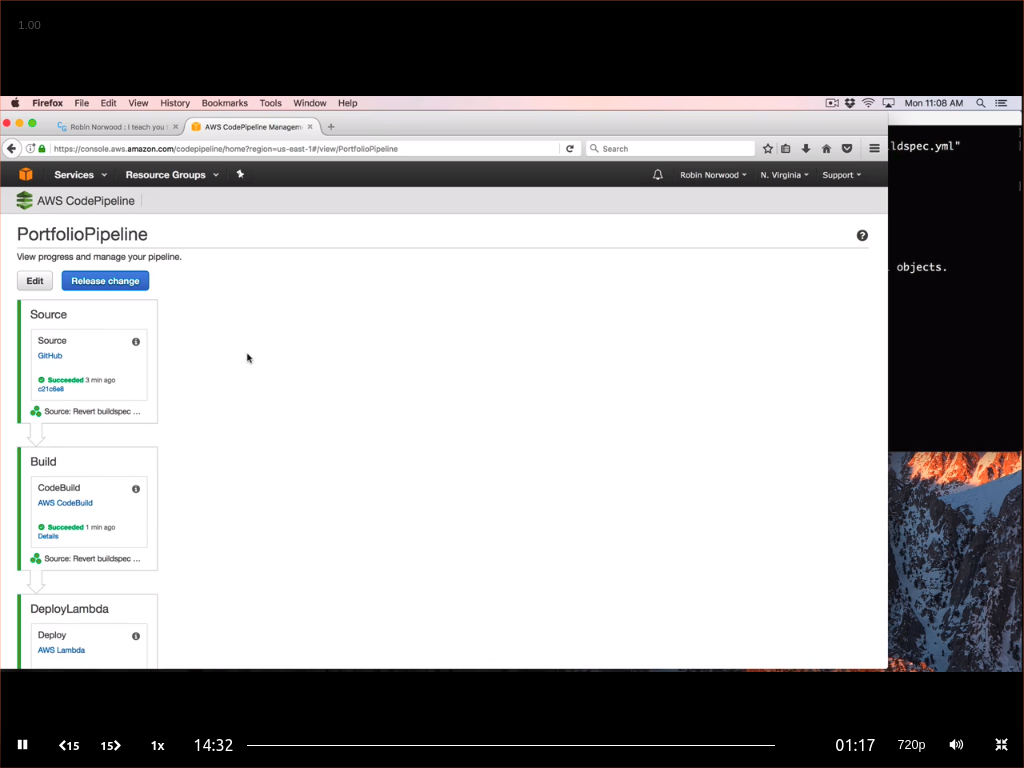 1.00
Firefox File Edit View History Bookmarks Tools Window Help Mon 11:08 AM
Robin Norwood : I teach you
AWS CodePipeline Managem
https://console.aws.amazon.com/codepipeline/home?region=us-east-1#/view/PortfolioPipeline
Search
ldspec.yml"
Services Resource Groups Robin Norwood N. Virginia Support
AWS CodePipeline
PortfolioPipeline
View progress and manage your pipeline.
objects.
Edit Release change
Source
Source
GitHub
Succeeded 3 min ago
c21c6e8
Source: Revert buildspec ...
Build
CodeBuild
AWS CodeBuild
Succeeded 1 min ago
Details
Source: Revert buildspec ...
DeployLambda
Deploy
AWS Lambda
15 15 1x 14:32 01:17 720p